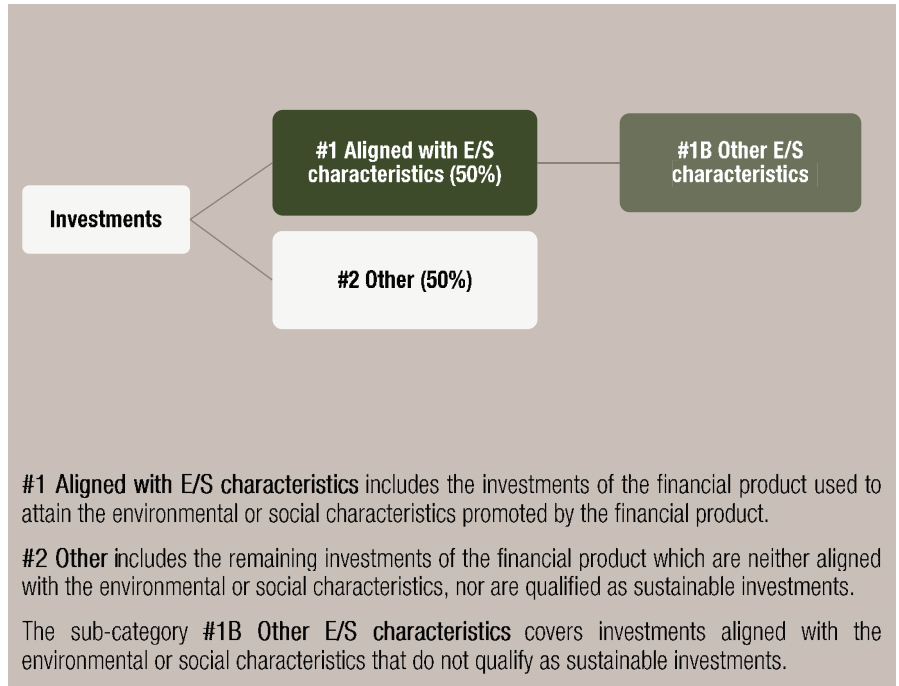 #1 Aligned with E/S
characteristics (50%)
#1B Other E/S
characteristics
Investments
#2 Other (50%)
#1 Aligned with E/S characteristics includes the investments of the financial product used to
attain the environmental or social characteristics promoted by the financial product.
#2 Other includes the remaining investments of the financial product which are neither aligned
with the environmental or social characteristics, nor are qualified as sustainable investments.
The sub-category #1B Other E/S characteristics covers investments aligned with the
environmental or social characteristics that do not qualify as sustainable investments.